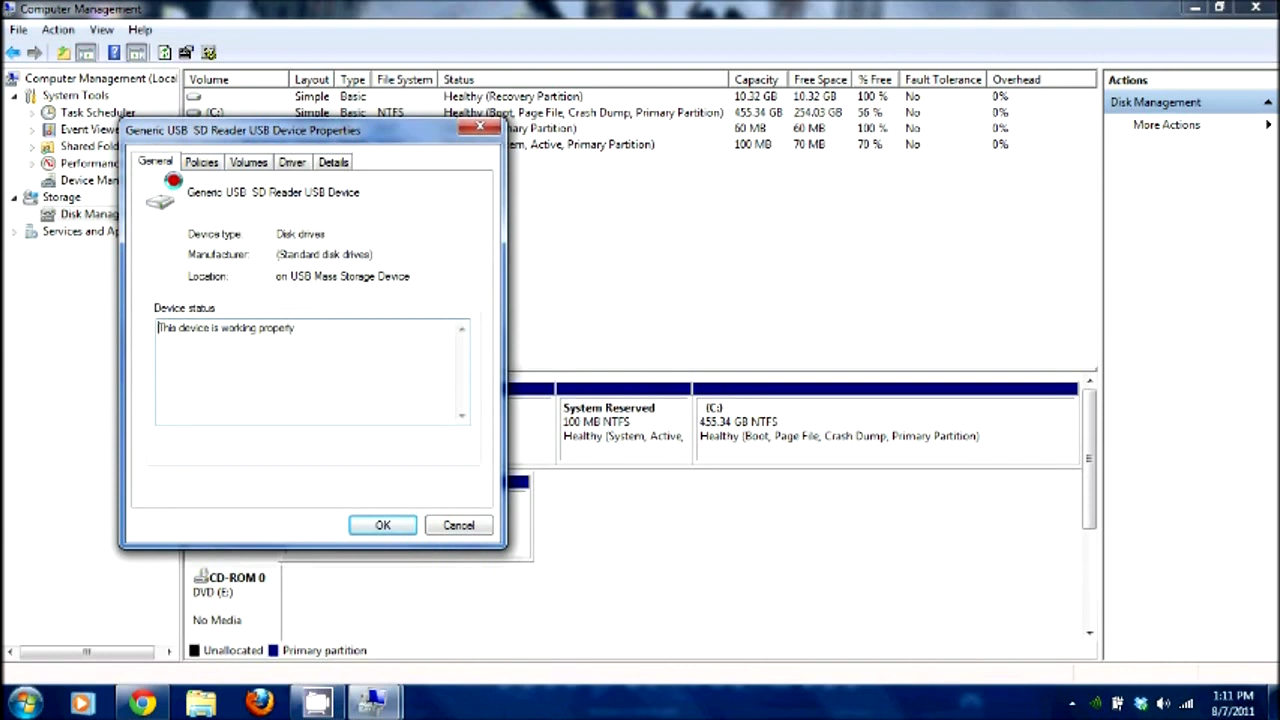 Computer Management
File Action View Help
Computer Management (Local
System Tools
Task Scheduler
Event Viewe
Shared Fold
Performanc
Device Man
Storage
Disk Manag
Services and Ap
Volume Layout Type File System Status Capacity Free Space % Free Fault Tolerance Overhead
Simple Basic Healthy (Recovery Partition) 10.32 GB 10.32 GB 100 % No 0%
(C:) Simple Basic NTFS Healthy (Boot, Page File, Crash Dump, Primary Partition) 455.34 GB 254.03 GB 56 % No 0%
Partition) 60 MB 60 MB 100 % No 0%
Active, Primary Partition) 100 MB 70 MB 70 % No 0%
Actions
Disk Management
More Actions
Generic USB SD Reader USB Device Properties
General Policies Volumes Driver Details
Generic USB SD Reader USB Device
Device type: Disk drives
Manufacturer: (Standard disk drives)
Location: on USB Mass Storage Device
Device status
This device is working properly
OK Cancel
System Reserved
100 MB NTFS
Healthy (System, Active,
(C:)
455.34 GB NTFS
Healthy (Boot, Page File, Crash Dump, Primary Partition)
CD-ROM 0
DVD (E:)
No Media
Unallocated Primary partition
1:11 PM
8/7/2011